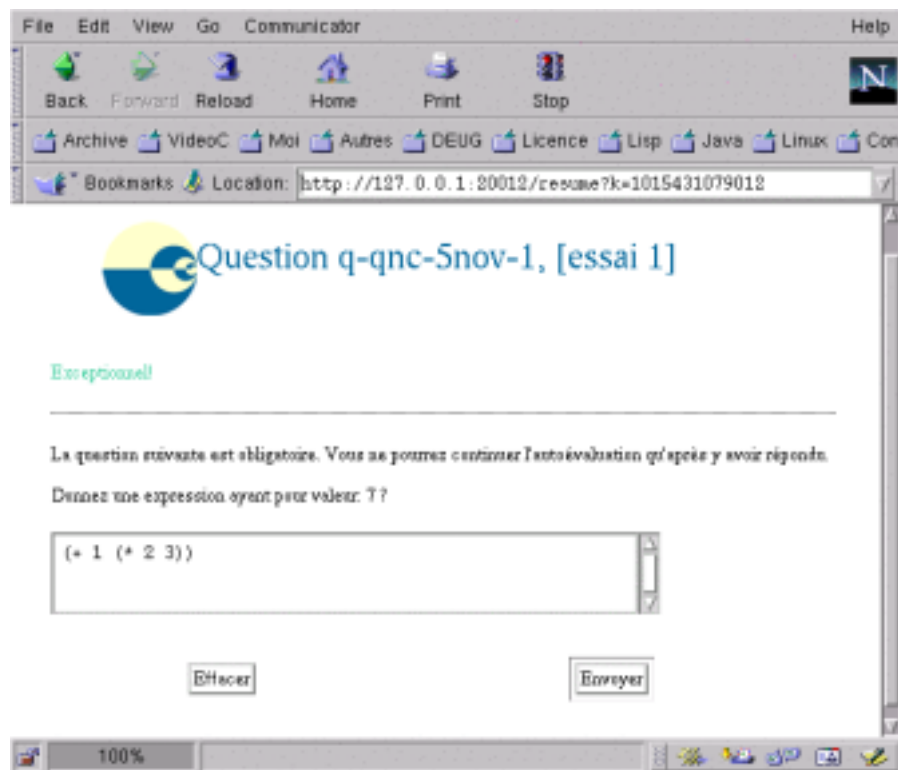 File Edit View Go Communicator Help
Back Forward Reload Home Print Stop
N
Archive VideoC Moi Autres DEUG Licence Lisp Java Linux Con
Bookmarks Location: http://127.0.0.1:20012/resume?k=1015431079012
Question q-qnc-5nov-1, [essai 1]
Exceptionnel!
La question suivante est obligatoire. Vous ne pourrez continuer l'autoévaluation qu'après y avoir répondu.
Donnez une expression ayant pour valeur: 7 ?
(+ 1 (* 2 3))
Effacer Envoyer
100%